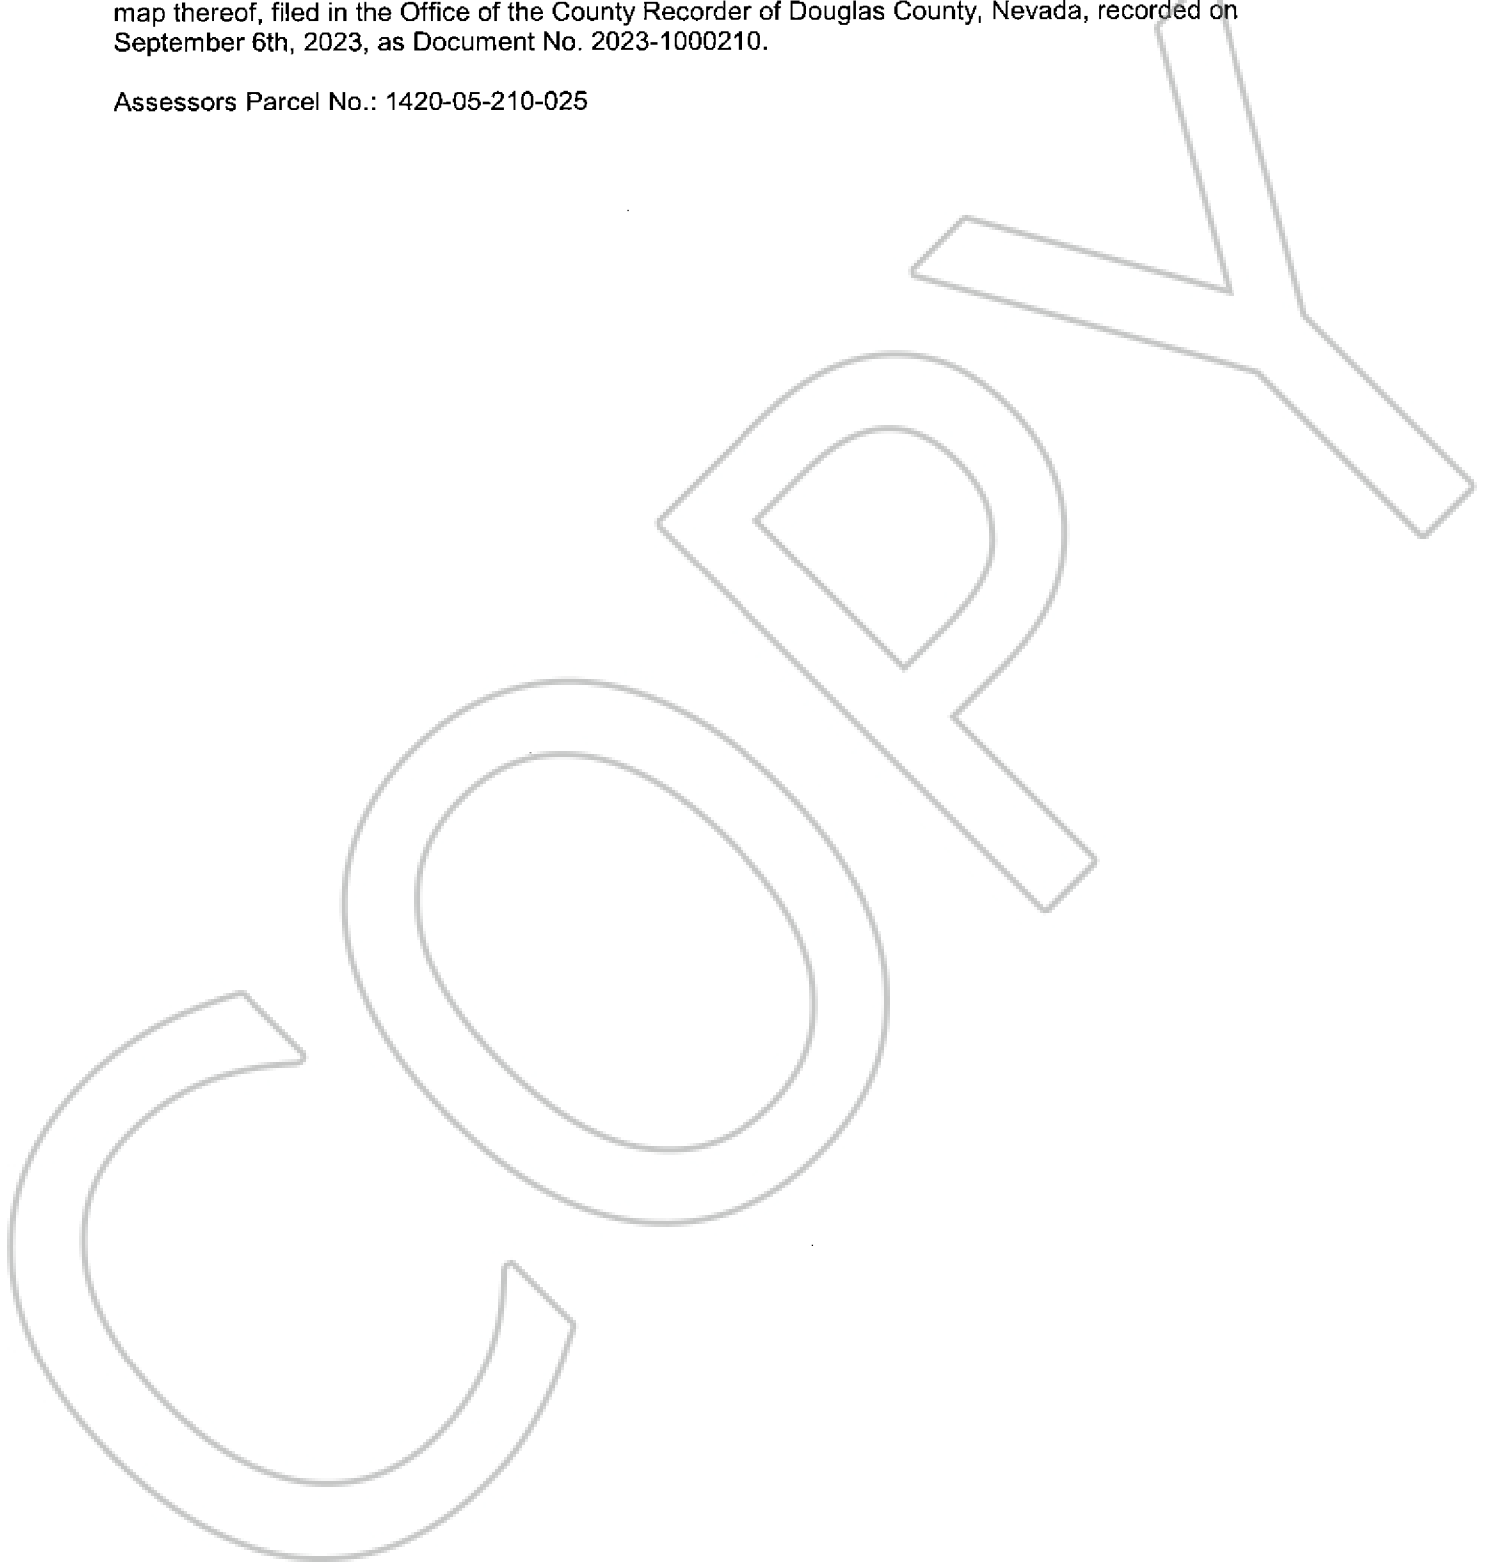 map thereof, filed in the Office of the County Recorder of Douglas County, Nevada, recorded on
September 6th, 2023, as Document No. 2023-1000210.
Assessors Parcel No.: 1420-05-210-025
COPY